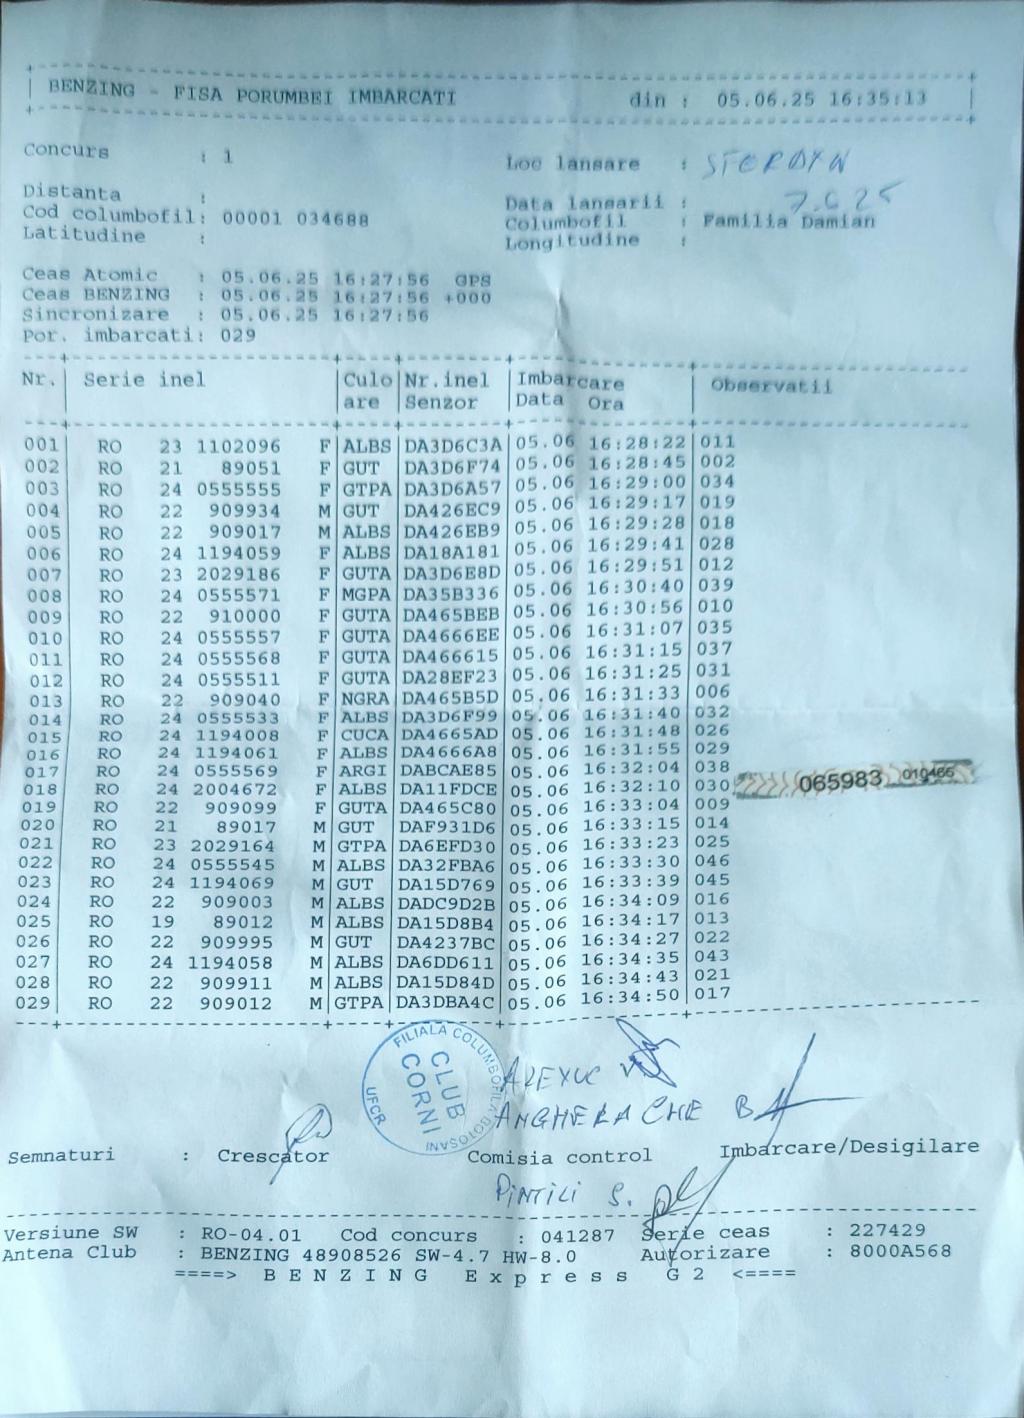 BENZING - FISA PORUMBEI IMBARCATI din : 05.06.25 16:35:13
Concurs : 1 Loc lansare :
Distanta : Data lansarii : 7.6 25
Cod columbofil: 00001 034688 Columbofil : Familia Damian
Latitudine : Longitudine :
Ceas Atomic : 05.06.25 16:27:56 GPS
Ceas BENZING : 05.06.25 16:27:56 +000
Sincronizare : 05.06.25 16:27:56
Por. imbarcati: 029
Nr. Serie inel Culo Nr.inel Imbarcare Observatii
are Senzor Data Ora
001 RO 23 1102096 F ALBS DA3D6C3A 05.06 16:28:22 011
002 RO 21 89051 F GUT DA3D6F74 05.06 16:28:45 002
003 RO 24 0555555 F GTPA DA3D6A57 05.06 16:29:00 034
004 RO 22 909934 M GUT DA426EC9 05.06 16:29:17 019
005 RO 22 909017 M ALBS DA426EB9 05.06 16:29:28 018
006 RO 24 1194059 F ALBS DA18A181 05.06 16:29:41 028
007 RO 23 2029186 F GUTA DA3D6E8D 05.06 16:29:51 012
008 RO 24 0555571 F MGPA DA35B336 05.06 16:30:40 039
009 RO 22 910000 F GUTA DA465BEB 05.06 16:30:56 010
010 RO 24 0555557 F GUTA DA4666EE 05.06 16:31:07 035
011 RO 24 0555568 F GUTA DA466615 05.06 16:31:15 037
012 RO 24 0555511 F GUTA DA28EF23 05.06 16:31:25 031
013 RO 22 909040 F NGRA DA465B5D 05.06 16:31:33 006
014 RO 24 0555533 F ALBS DA3D6F99 05.06 16:31:40 032
015 RO 24 1194008 F CUCA DA4665AD 05.06 16:31:48 026
016 RO 24 1194061 F ALBS DA4666A8 05.06 16:31:55 029
017 RO 24 0555569 F ARGI DABCAE85 05.06 16:32:04 038
018 RO 24 2004672 F ALBS DA11FDCE 05.06 16:32:10 030 065983 010466
019 RO 22 909099 F GUTA DA465C80 05.06 16:33:04 009
020 RO 21 89017 M GUT DAF931D6 05.06 16:33:15 014
021 RO 23 2029164 M GTPA DA6EFD30 05.06 16:33:23 025
022 RO 24 0555545 M ALBS DA32FBA6 05.06 16:33:30 046
023 RO 24 1194069 M GUT DA15D769 05.06 16:33:39 045
024 RO 22 909003 M ALBS DADC9D2B 05.06 16:34:09 016
025 RO 19 89012 M ALBS DA15D8B4 05.06 16:34:17 013
026 RO 22 909995 M GUT DA4237BC 05.06 16:34:27 022
027 RO 24 1194058 M ALBS DA6DD611 05.06 16:34:35 043
028 RO 22 909911 M ALBS DA15D84D 05.06 16:34:43 021
029 RO 22 909012 M GTPA DA3DBA4C 05.06 16:34:50 017
FILIALA COLUMBOFILA BOTOSANI
UFCR
CLUB
CORNI
ANGHERACHE B
Semnaturi : Crescator Comisia control Imbarcare/Desigilare
PINTILI S.
Versiune SW : RO-04.01 Cod concurs : 041287 Serie ceas : 227429
Antena Club : BENZING 48908526 SW-4.7 HW-8.0 Autorizare : 8000A568
====> B E N Z I N G E x p r e s s G 2 <====